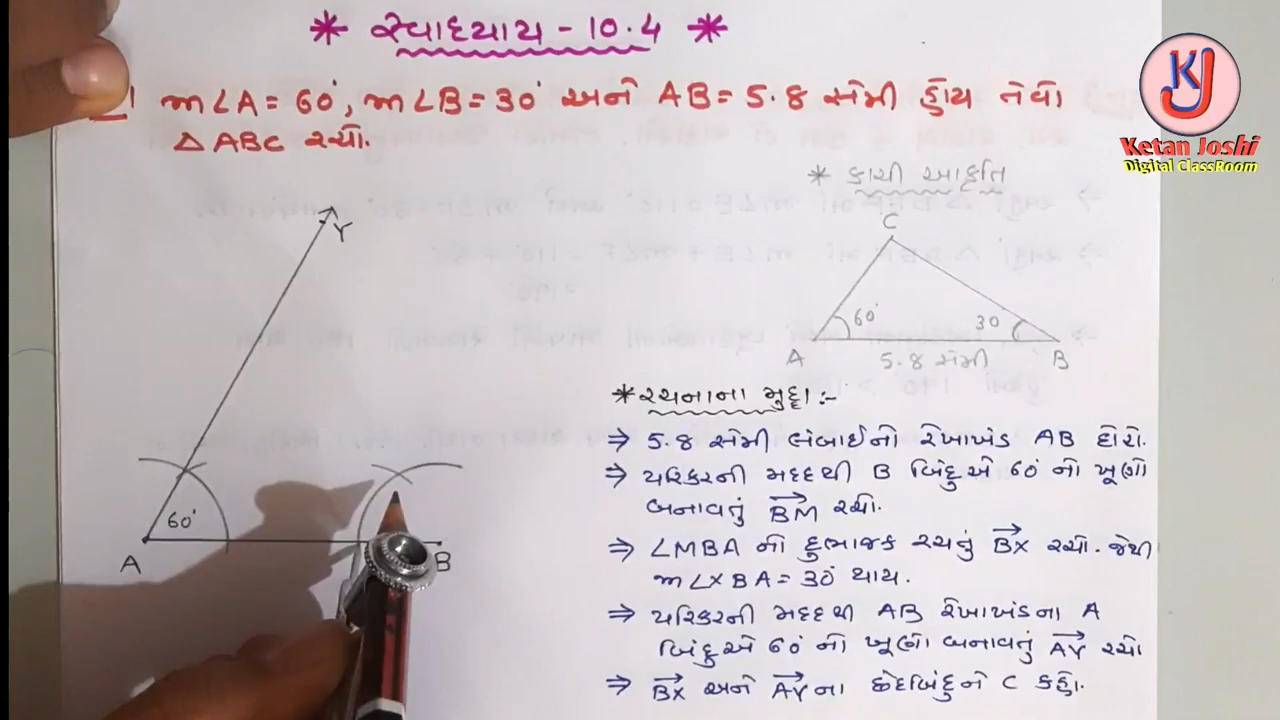 * સ્વાધ્યાય - 10.4 *
1 m∠A = 60°, m∠B = 30° અને AB = 5.8 સેમી હોય તેવો
△ ABC રચો.
* કાચી આકૃતિ
C
60°
30
A
5.8 સેમી
B
Y
60°
A
B
* રચનાના મુદ્દા :-
⇒ 5.8 સેમી લંબાઈનો રેખાખંડ AB દોરો.
⇒ પરિકરની મદદથી B બિંદુએ 60° નો ખૂણો
બનાવતું B͞M⃗ રચો.
⇒ ∠MBA નો દુભાજક રચતું BX→ રચો. જેથી
m∠XBA = 30° થાય.
⇒ પરિકરની મદદથી AB રેખાખંડના A
બિંદુએ 60° નો ખૂણો બનાવતું AY→ રચો
⇒ BX→ અને AY→ના છેદબિંદુને C કહો.
KJ
Ketan Joshi
Digital ClassRoom